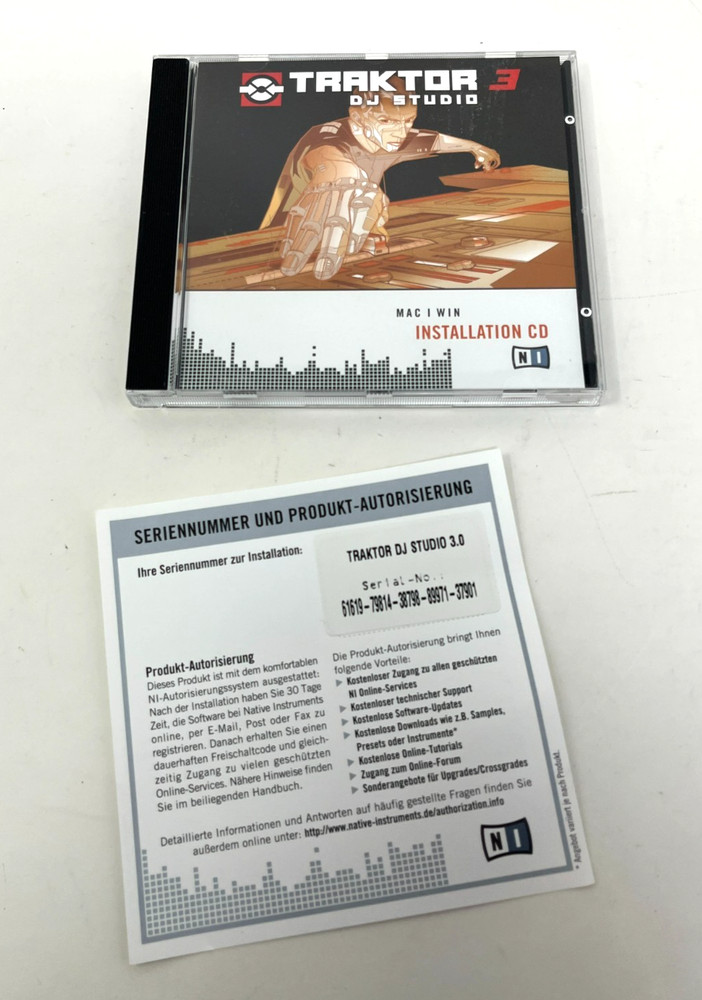 TRAKTOR 3
DJ STUDIO
MAC | WIN
INSTALLATION CD
NI
SERIENNUMMER UND PRODUKT-AUTORISIERUNG
Ihre Seriennummer zur Installation:
TRAKTOR DJ STUDIO 3.0
Serial-No.:
61619-79814-38798-89971-37901
Produkt-Autorisierung
Dieses Produkt ist mit dem komfortablen
NI-Autorisierungssystem ausgestattet:
Nach der Installation haben Sie 30 Tage
Zeit, die Software bei Native Instruments
online, per E-Mail, Post oder Fax zu
registrieren. Danach erhalten Sie einen
dauerhaften Freischaltcode und gleich-
zeitig Zugang zu vielen geschützten
Online-Services. Nähere Hinweise finden
Sie im beiliegenden Handbuch.
Die Produkt-Autorisierung bringt Ihnen
folgende Vorteile:
Kostenloser Zugang zu allen geschützten
NI Online-Services
Kostenloser technischer Support
Kostenlose Software-Updates
Kostenlose Downloads wie z.B. Samples,
Presets oder Instrumente*
Kostenlose Online-Tutorials
Zugang zum Online-Forum
Sonderangebote für Upgrades/Crossgrades
Detaillierte Informationen und Antworten auf häufig gestellte Fragen finden Sie
außerdem online unter: http://www.native-instruments.de/authorization.info
NI
* Angebot variiert je nach Produkt.